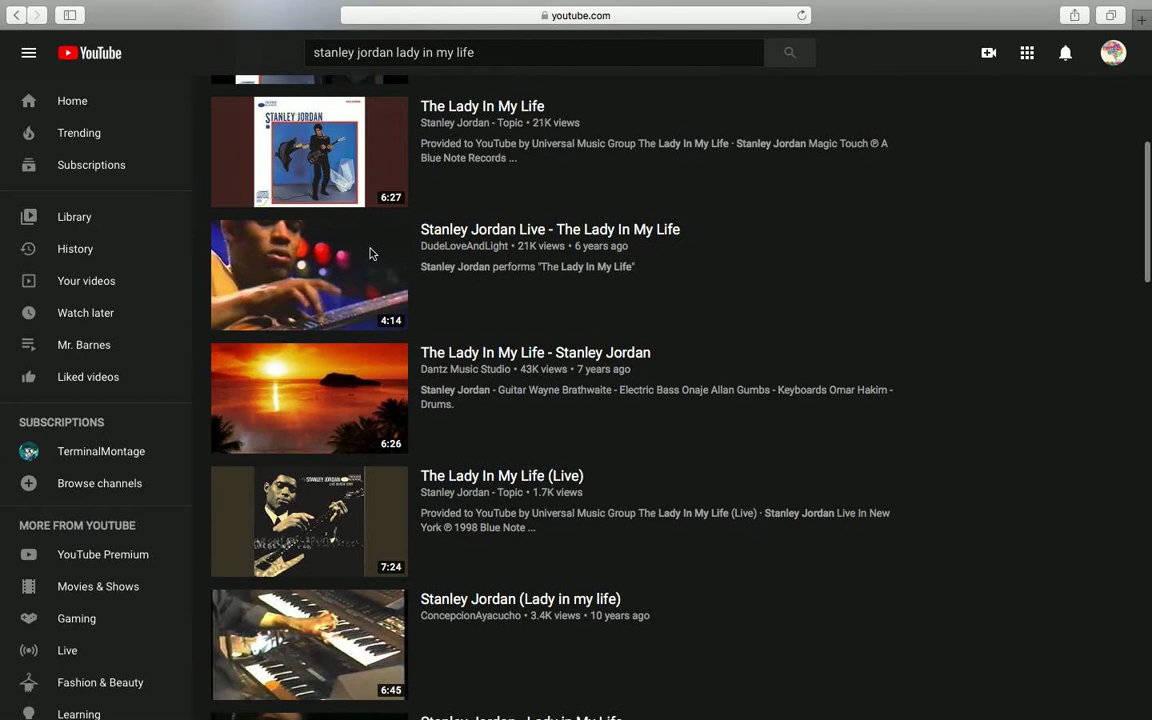 youtube.com
YouTube
stanley jordan lady in my life
Home
Trending
Subscriptions
Library
History
Your videos
Watch later
Mr. Barnes
Liked videos
SUBSCRIPTIONS
TerminalMontage
Browse channels
MORE FROM YOUTUBE
YouTube Premium
Movies & Shows
Gaming
Live
Fashion & Beauty
Learning
STANLEY JORDAN
6:27
The Lady In My Life
Stanley Jordan - Topic • 21K views
Provided to YouTube by Universal Music Group The Lady In My Life · Stanley Jordan Magic Touch ℗ A
Blue Note Records ...
4:14
Stanley Jordan Live - The Lady In My Life
DudeLoveAndLight • 21K views • 6 years ago
Stanley Jordan performs "The Lady In My Life"
6:26
The Lady In My Life - Stanley Jordan
Dantz Music Studio • 43K views • 7 years ago
Stanley Jordan - Guitar Wayne Brathwaite - Electric Bass Onaje Allan Gumbs - Keyboards Omar Hakim -
Drums.
7:24
The Lady In My Life (Live)
Stanley Jordan - Topic • 1.7K views
Provided to YouTube by Universal Music Group The Lady In My Life (Live) · Stanley Jordan Live In New
York ℗ 1998 Blue Note ...
6:45
Stanley Jordan (Lady in my life)
ConcepcionAyacucho • 3.4K views • 10 years ago
Stanley Jordan - Lady in My Life